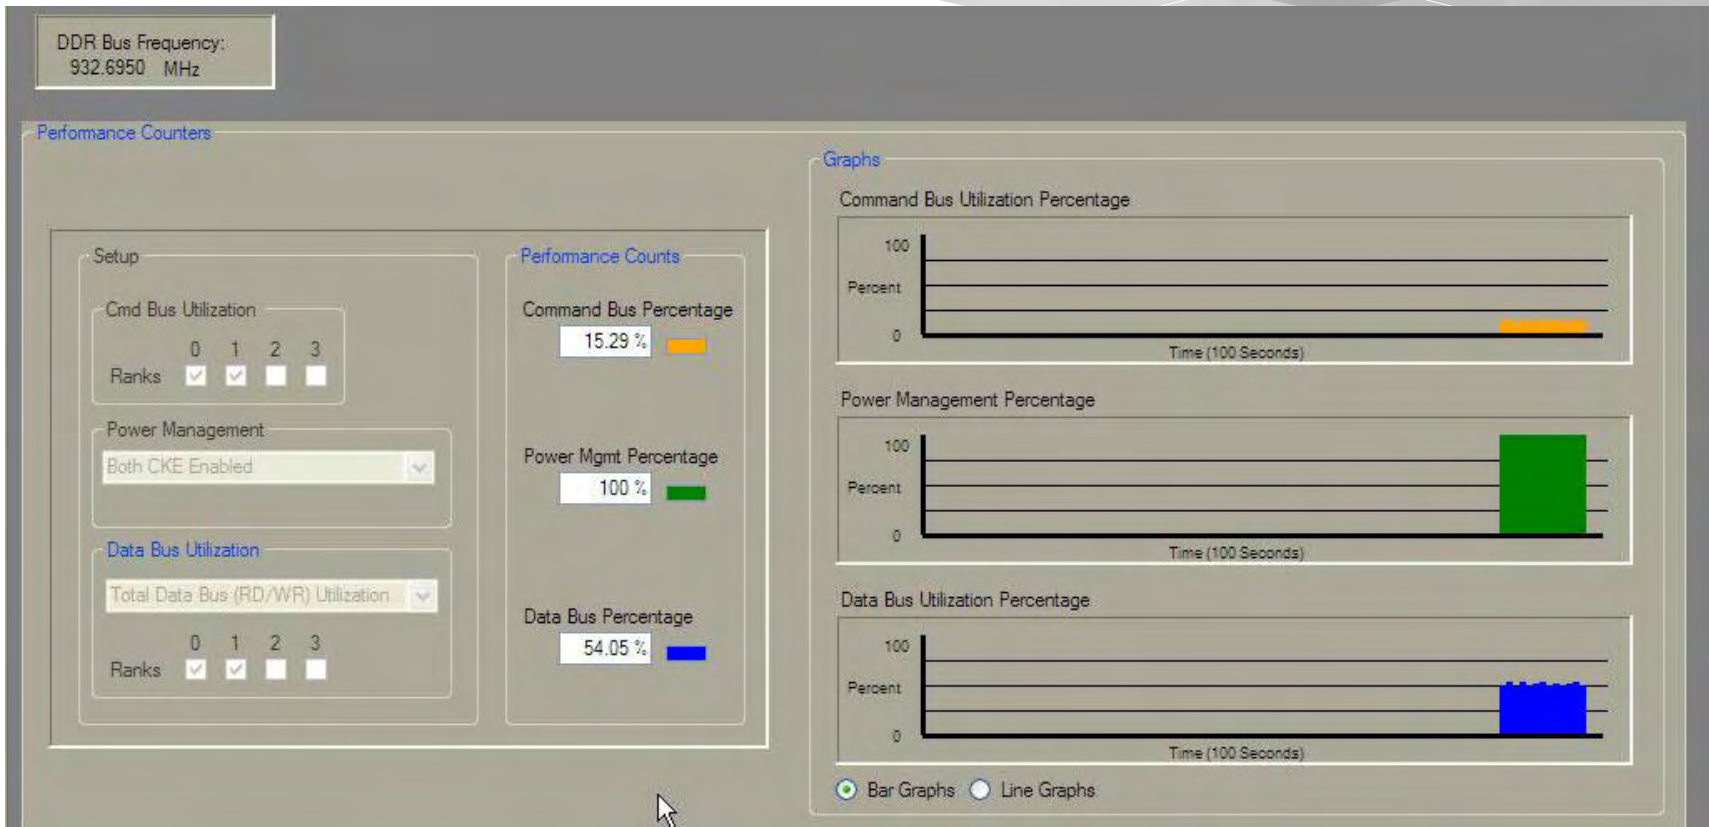 DDR Bus Frequency:
932.6950 MHz
Performance Counters
Setup
Cmd Bus Utilization
0 1 2 3
Ranks
Power Management
Both CKE Enabled
Data Bus Utilization
Total Data Bus (RD/WR) Utilization
0 1 2 3
Ranks
Performance Counts
Command Bus Percentage
15.29 %
Power Mgmt Percentage
100 %
Data Bus Percentage
54.05 %
Graphs
Command Bus Utilization Percentage
100
Percent
0
Time (100 Seconds)
Power Management Percentage
100
Percent
0
Time (100 Seconds)
Data Bus Utilization Percentage
100
Percent
0
Time (100 Seconds)
Bar Graphs Line Graphs